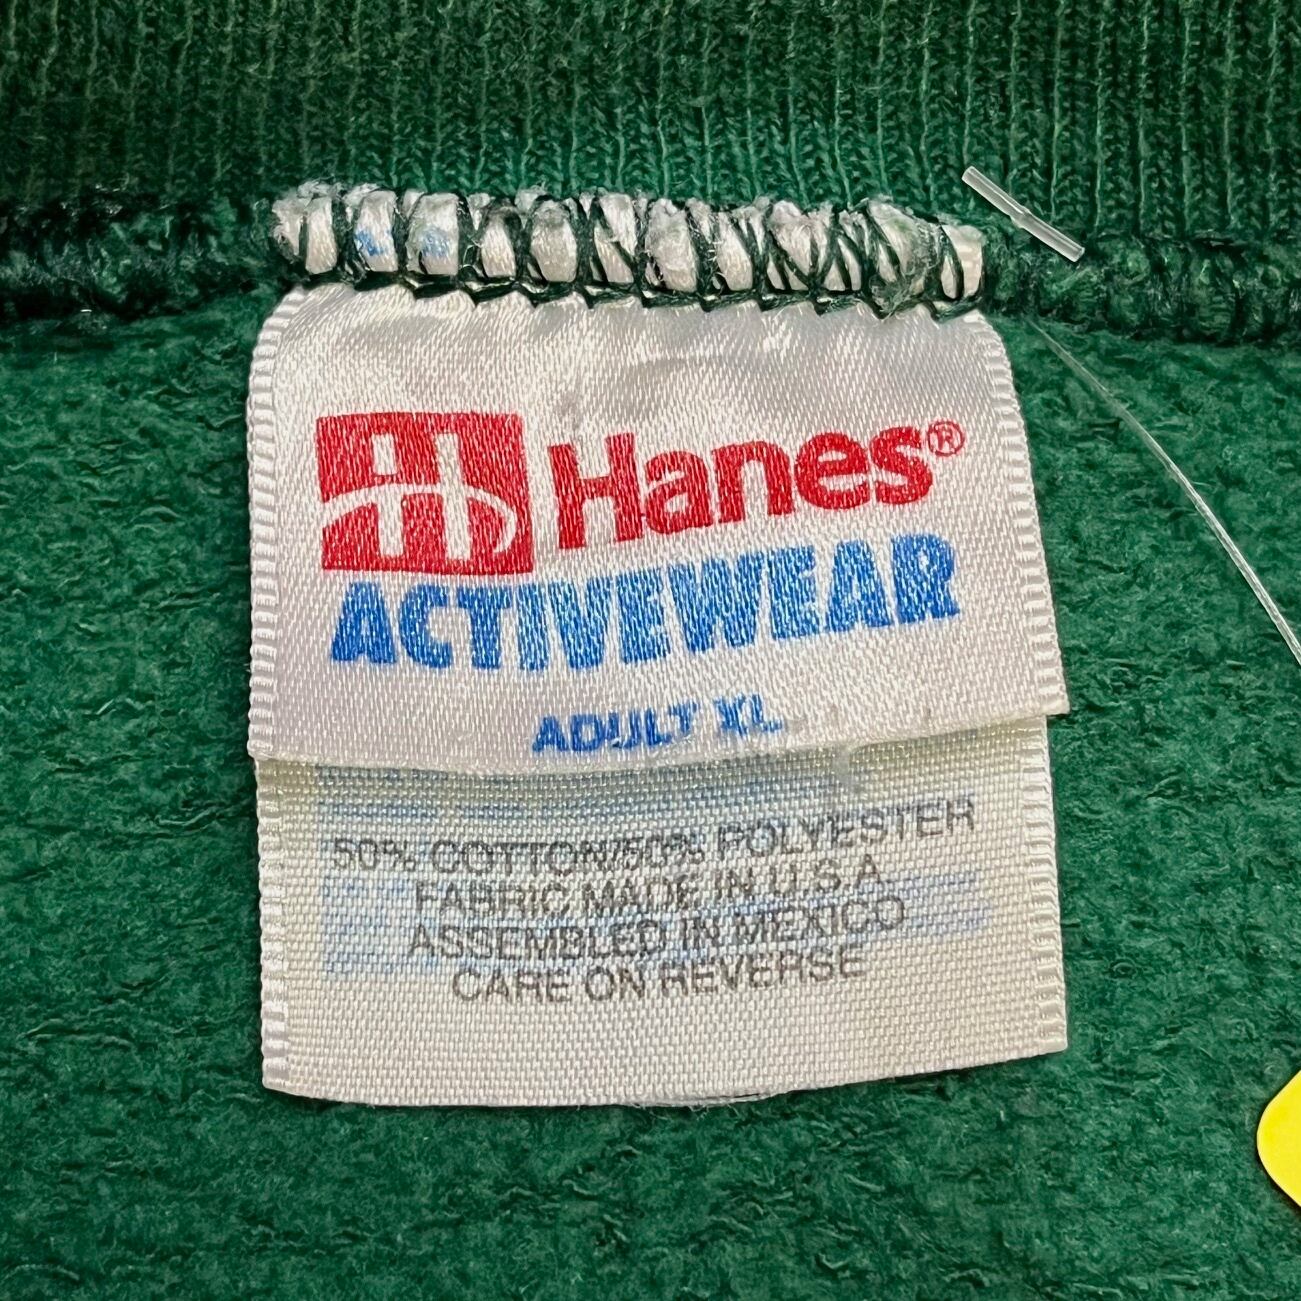 Hanes®
ACTIVEWEAR
ADULT XL
50% COTTON/50% POLYESTER
FABRIC MADE IN U.S.A
ASSEMBLED IN MEXICO
CARE ON REVERSE